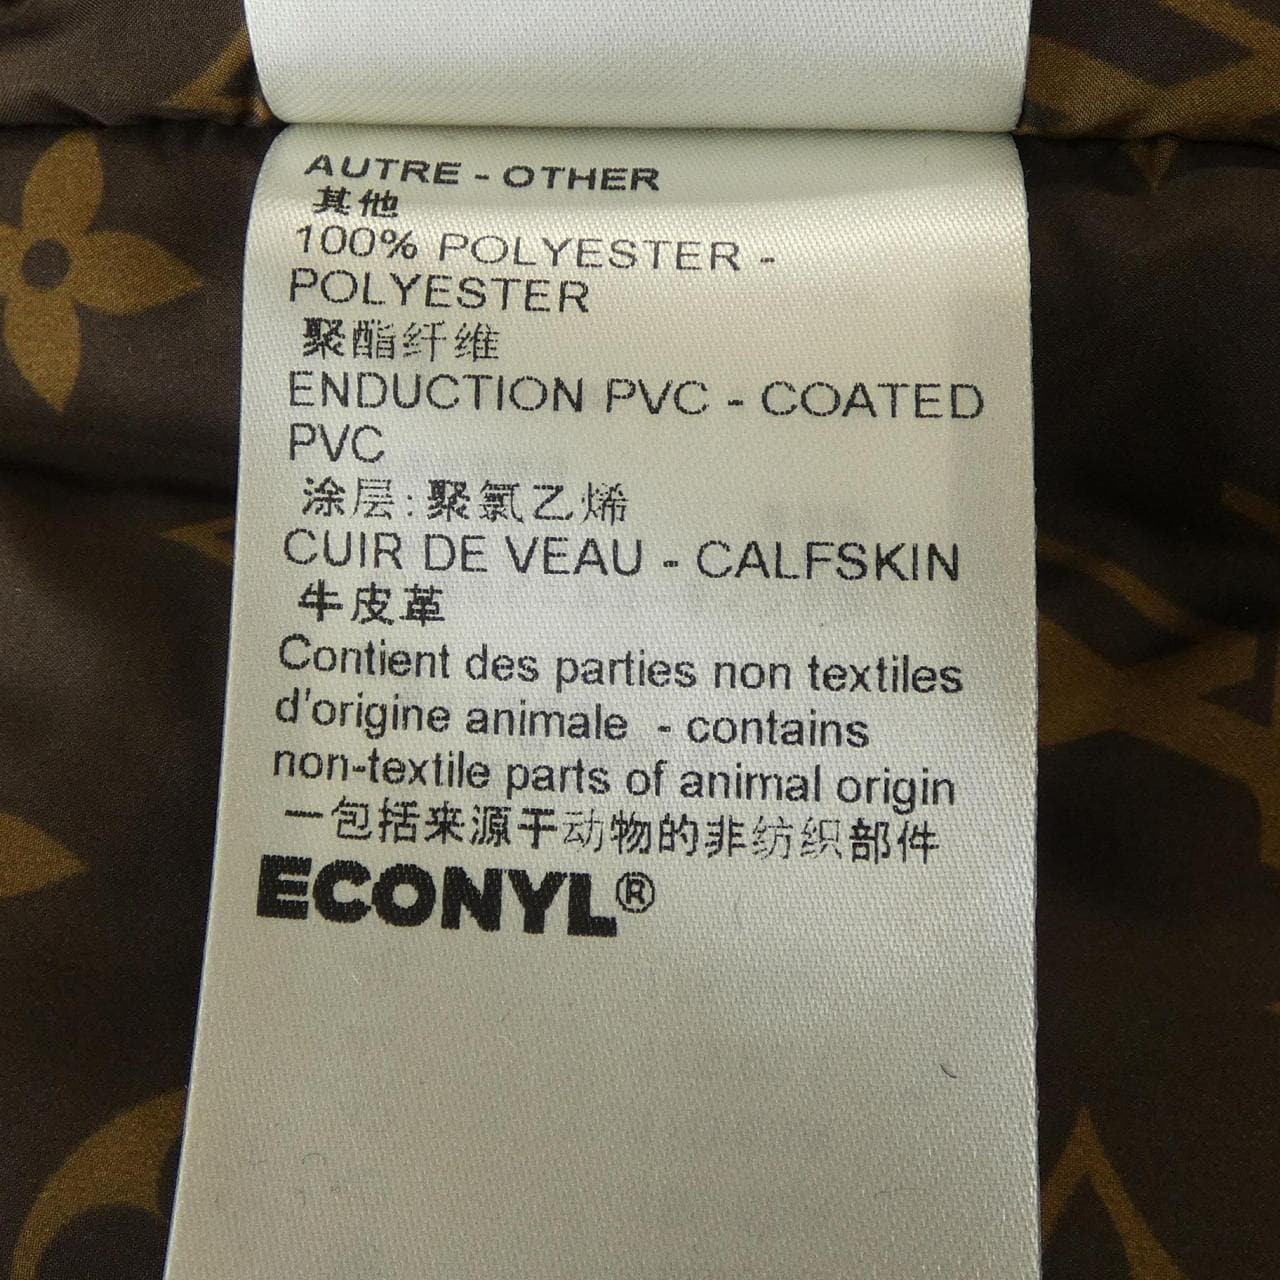 AUTRE - OTHER
其他
100% POLYESTER -
POLYESTER
聚酯纤维
ENDUCTION PVC - COATED
PVC
涂层:聚氯乙烯
CUIR DE VEAU - CALFSKIN
牛皮革
Contient des parties non textiles
d'origine animale - contains
non-textile parts of animal origin
一包括来源于动物的非纺织部件
ECONYL®